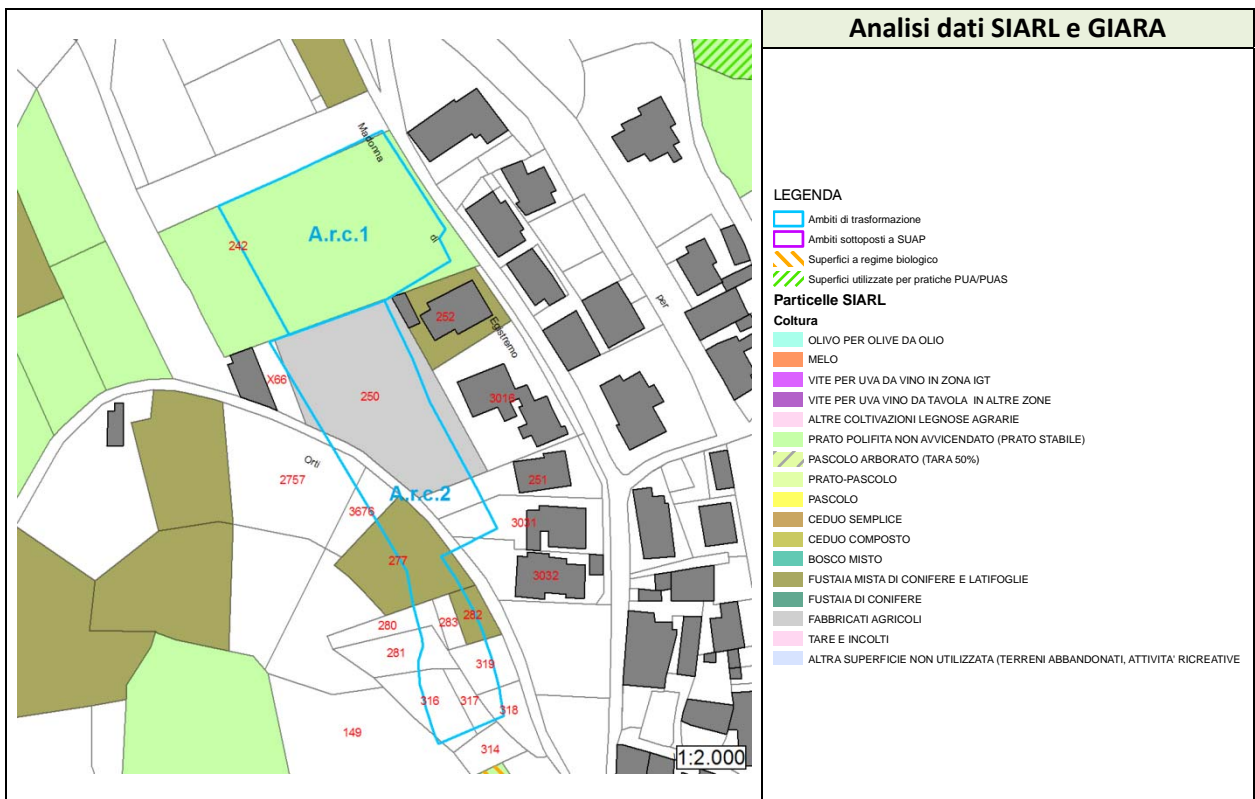 Analisi dati SIARL e GIARA
Madonna
242
A.r.c.1
di
per
252
Egistremo
X66
250
3016
Orti
2757
251
A.r.c.2
3676
3031
277
3032
282
280
283
281
319
316
317
318
149
314
1:2.000
LEGENDA
Ambiti di trasformazione
Ambiti sottoposti a SUAP
Superfici a regime biologico
Superfici utilizzate per pratiche PUA/PUAS
Particelle SIARL
Coltura
OLIVO PER OLIVE DA OLIO
MELO
VITE PER UVA DA VINO IN ZONA IGT
VITE PER UVA VINO DA TAVOLA IN ALTRE ZONE
ALTRE COLTIVAZIONI LEGNOSE AGRARIE
PRATO POLIFITA NON AVVICENDATO (PRATO STABILE)
PASCOLO ARBORATO (TARA 50%)
PRATO-PASCOLO
PASCOLO
CEDUO SEMPLICE
CEDUO COMPOSTO
BOSCO MISTO
FUSTAIA MISTA DI CONIFERE E LATIFOGLIE
FUSTAIA DI CONIFERE
FABBRICATI AGRICOLI
TARE E INCOLTI
ALTRA SUPERFICIE NON UTILIZZATA (TERRENI ABBANDONATI, ATTIVITA' RICREATIVE